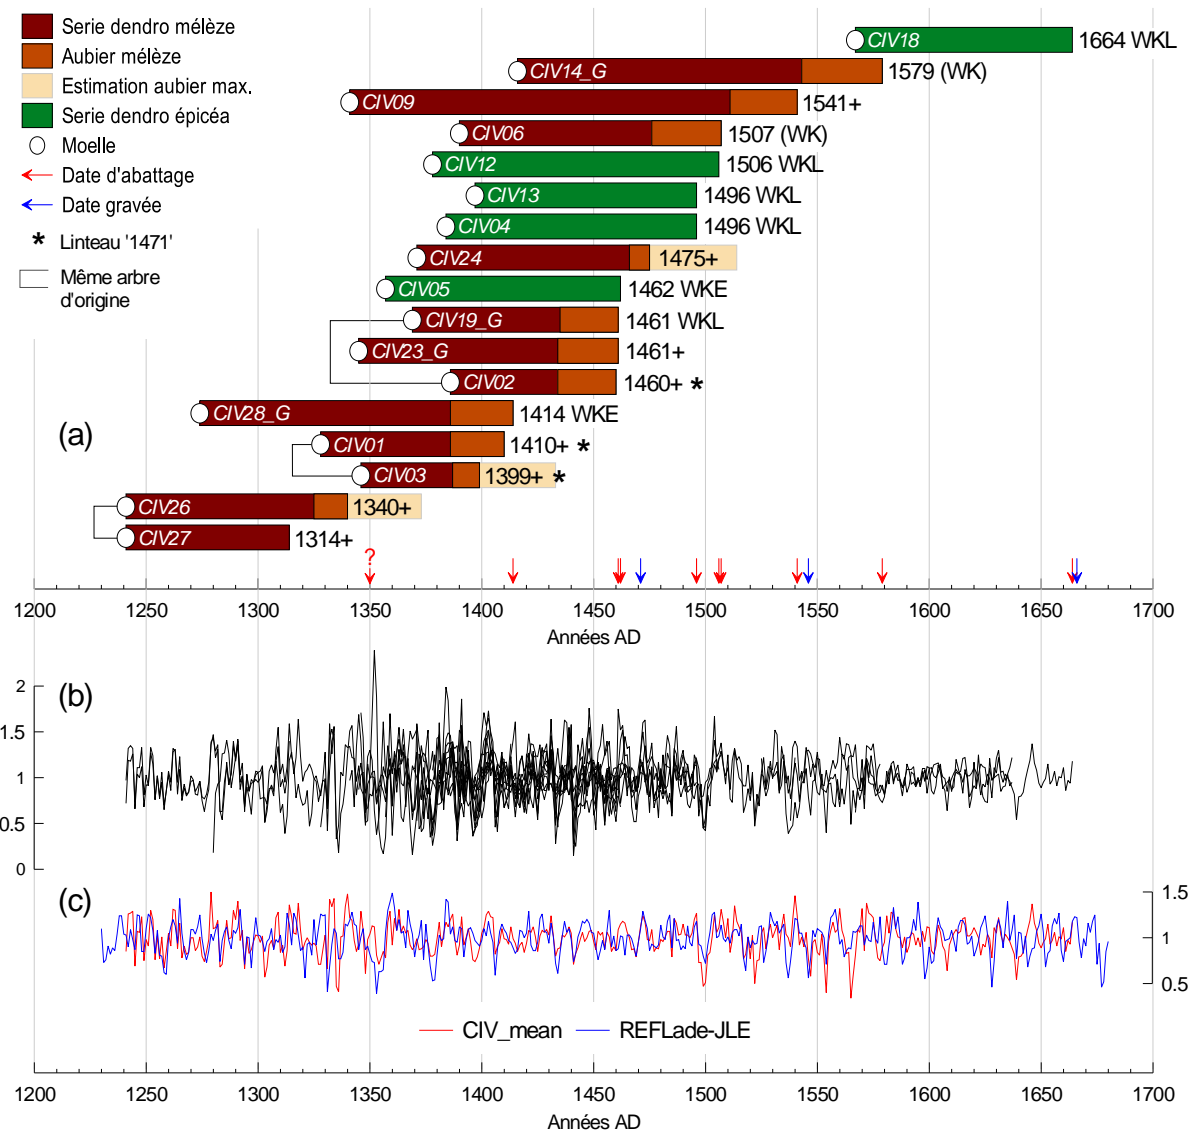 Serie dendro mélèze
Aubier mélèze
Estimation aubier max.
Serie dendro épicéa
Moelle
Date d'abattage
Date gravée
* Linteau '1471'
Même arbre
d'origine
CIV18 1664 WKL
CIV14_G 1579 (WK)
CIV09 1541+
CIV06 1507 (WK)
CIV12 1506 WKL
CIV13 1496 WKL
CIV04 1496 WKL
CIV24 1475+
CIV05 1462 WKE
CIV19_G 1461 WKL
CIV23_G 1461+
CIV02 1460+ *
CIV28_G 1414 WKE
(a)
CIV01 1410+ *
CIV03 1399+ *
CIV26 1340+
CIV27 1314+
?
1200 1250 1300 1350 1400 1450 1500 1550 1600 1650 1700
Années AD
(b)
2
1.5
1
0.5
0
(c)
1.5
1
0.5
CIV_mean REFLade-JLE
1200 1250 1300 1350 1400 1450 1500 1550 1600 1650 1700
Années AD